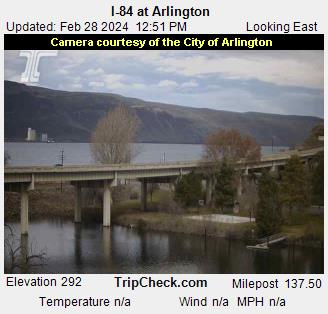 I-84 at Arlington
Updated: Feb 28 2024 12:51 PM Looking East
Camera courtesy of the City of Arlington
Elevation 292 TripCheck.com Milepost 137.50
Temperature n/a Wind n/a MPH n/a